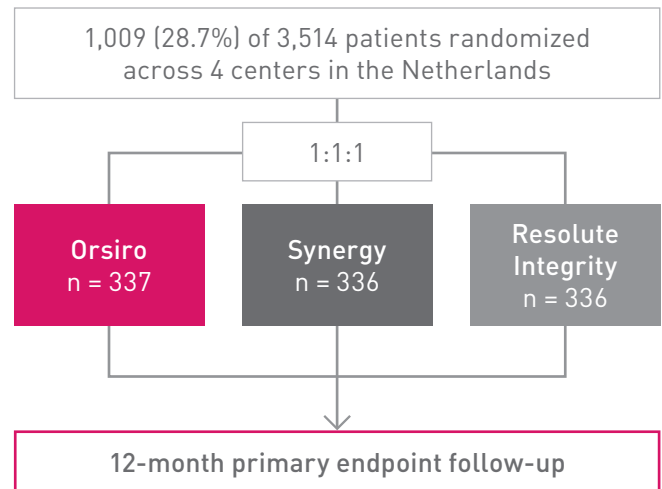 1,009 (28.7%) of 3,514 patients randomized
across 4 centers in the Netherlands
1:1:1
Orsiro
n = 337
Synergy
n = 336
Resolute
Integrity
n = 336
12-month primary endpoint follow-up